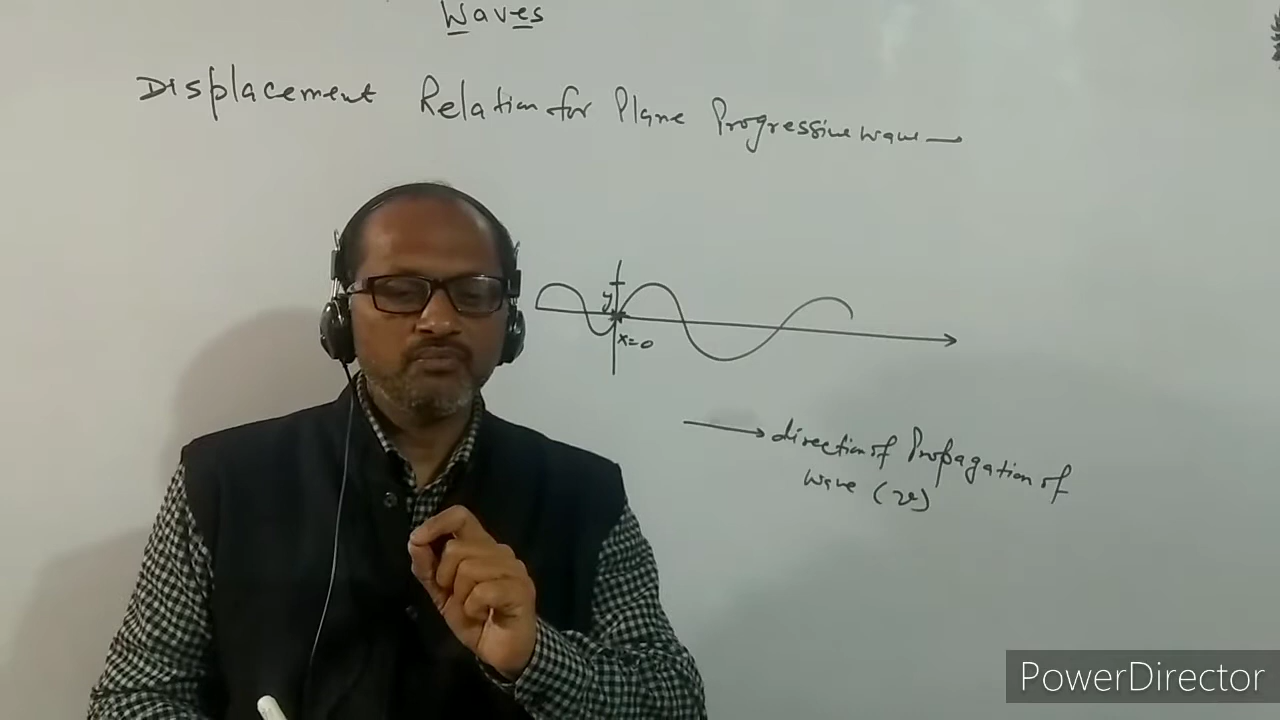 Waves
Displacement Relation for Plane Progressive wave
y
x=0
direction of Propagation of
wave (v)
PowerDirector